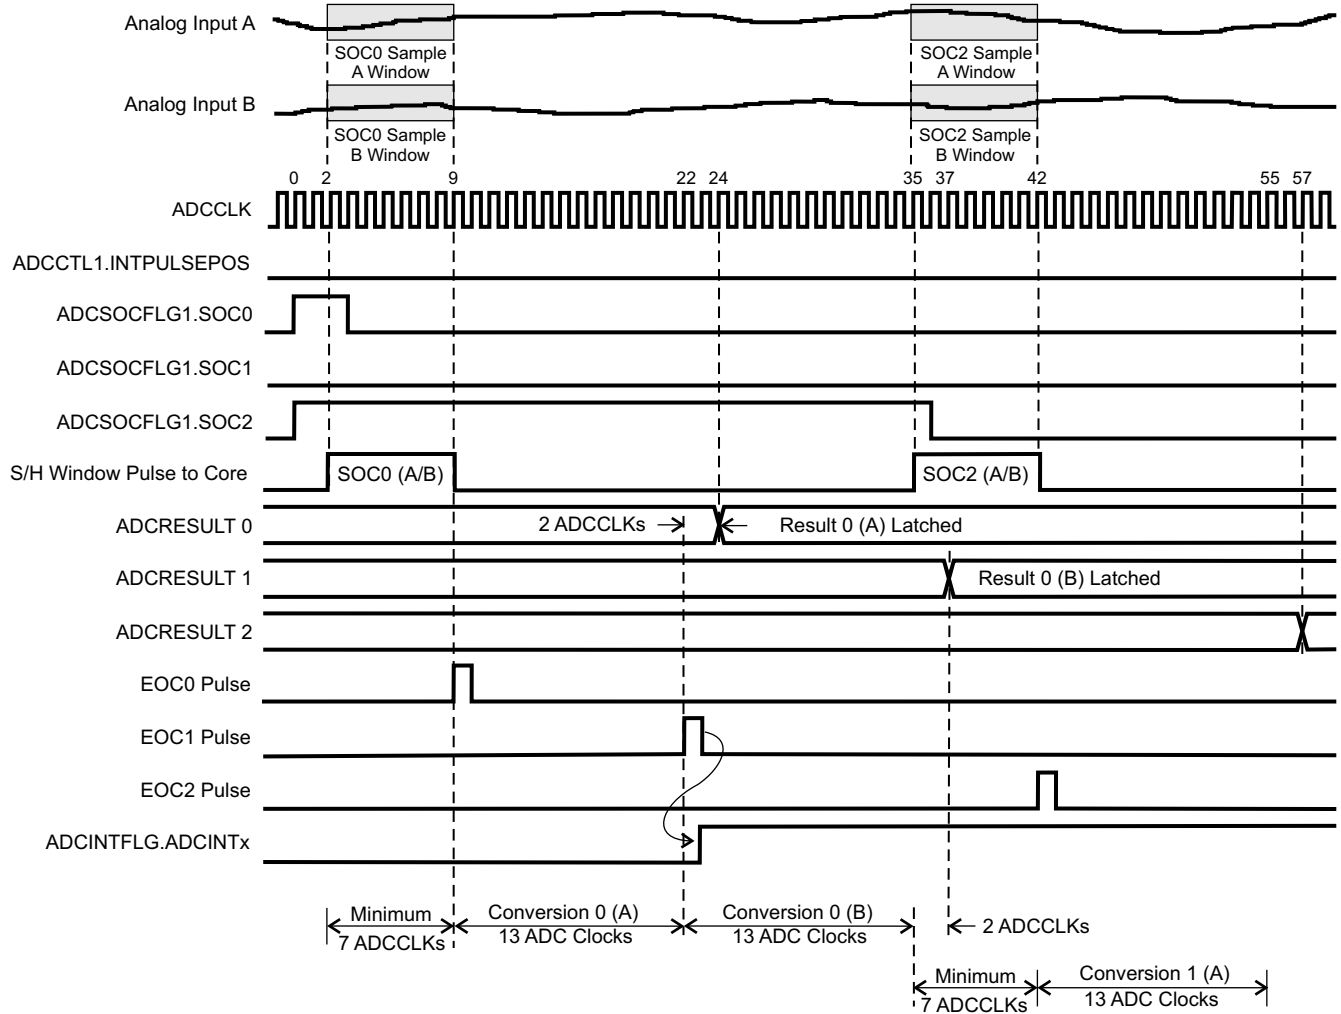 Analog Input A
SOC0 Sample
A Window
SOC2 Sample
A Window
Analog Input B
SOC0 Sample
B Window
SOC2 Sample
B Window
0 2 9 22 24 35 37 42 55 57
ADCCLK
ADCCTL1.INTPULSEPOS
ADCSOCFLG1.SOC0
ADCSOCFLG1.SOC1
ADCSOCFLG1.SOC2
S/H Window Pulse to Core SOC0 (A/B) SOC2 (A/B)
ADCRESULT 0 2 ADCCLKs Result 0 (A) Latched
ADCRESULT 1 Result 0 (B) Latched
ADCRESULT 2
EOC0 Pulse
EOC1 Pulse
EOC2 Pulse
ADCINTFLG.ADCINTx
Minimum
7 ADCCLKs
Conversion 0 (A)
13 ADC Clocks
Conversion 0 (B)
13 ADC Clocks
2 ADCCLKs
Minimum
7 ADCCLKs
Conversion 1 (A)
13 ADC Clocks